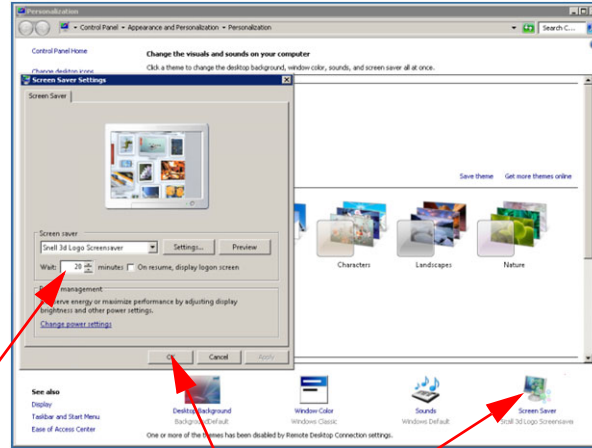 Personalization
Control Panel • Appearance and Personalization • Personalization
Search C...
Control Panel Home
Change desktop icons
Change the visuals and sounds on your computer
Click a theme to change the desktop background, window color, sounds, and screen saver all at once.
Screen Saver Settings
Screen Saver
Save theme
Get more themes online
Characters
Landscapes
Nature
Screen saver
Snell 3d Logo Screensaver
Settings...
Preview
Wait:
20
minutes
On resume, display logon screen
management
serve energy or maximize performance by adjusting display
brightness and other power settings.
Change power settings
OK
Cancel
Apply
See also
Display
Taskbar and Start Menu
Ease of Access Center
Desktop Background
Background Default
Window Color
Windows Classic
Sounds
Windows Default
Screen Saver
Snell 3d Logo Screensaver
One or more of the themes has been disabled by Remote Desktop Connection settings.